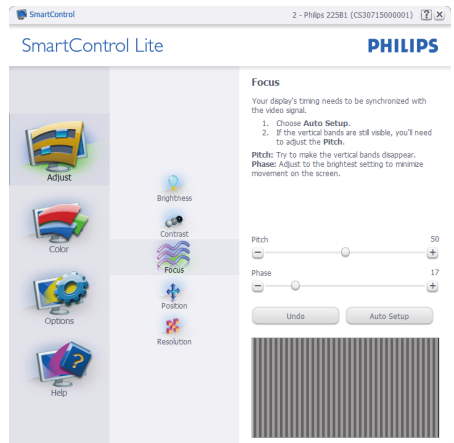 SmartControl
2 - Philips 225B1 (CS30715000001)
?
SmartControl Lite
PHILIPS
Adjust
Color
Options
Help
Brightness
Contrast
Focus
Position
Resolution
Focus
Your display's timing needs to be synchronized with
the video signal.
1. Choose Auto Setup.
2. If the vertical bands are still visible, you'll need
to adjust the Pitch.
Pitch: Try to make the vertical bands disappear.
Phase: Adjust to the brightest setting to minimize
movement on the screen.
Pitch 50
Phase 17
Undo Auto Setup